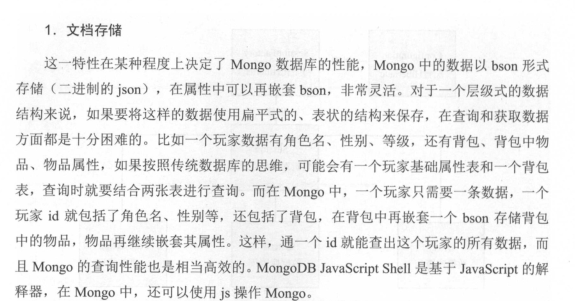 1．文档存储
这一特性在某种程度上决定了 Mongo 数据库的性能，Mongo 中的数据以 bson 形式
存储（二进制的 json），在属性中可以再嵌套 bson，非常灵活。对于一个层级式的数据
结构来说，如果要将这样的数据使用扁平式的、表状的结构来保存，在查询和获取数据
方面都是十分困难的。比如一个玩家数据有角色名、性别、等级，还有背包、背包中物
品、物品属性，如果按照传统数据库的思维，可能会有一个玩家基础属性表和一个背包
表，查询时就要结合两张表进行查询。而在 Mongo 中，一个玩家只需要一条数据，一个
玩家 id 就包括了角色名、性别等，还包括了背包，在背包中再嵌套一个 bson 存储背包
中的物品，物品再继续嵌套其属性。这样，通一个 id 就能查出这个玩家的所有数据，而
且 Mongo 的查询性能也是相当高效的。MongoDB JavaScript Shell 是基于 JavaScript 的解
释器，在 Mongo 中，还可以使用 js 操作 Mongo。